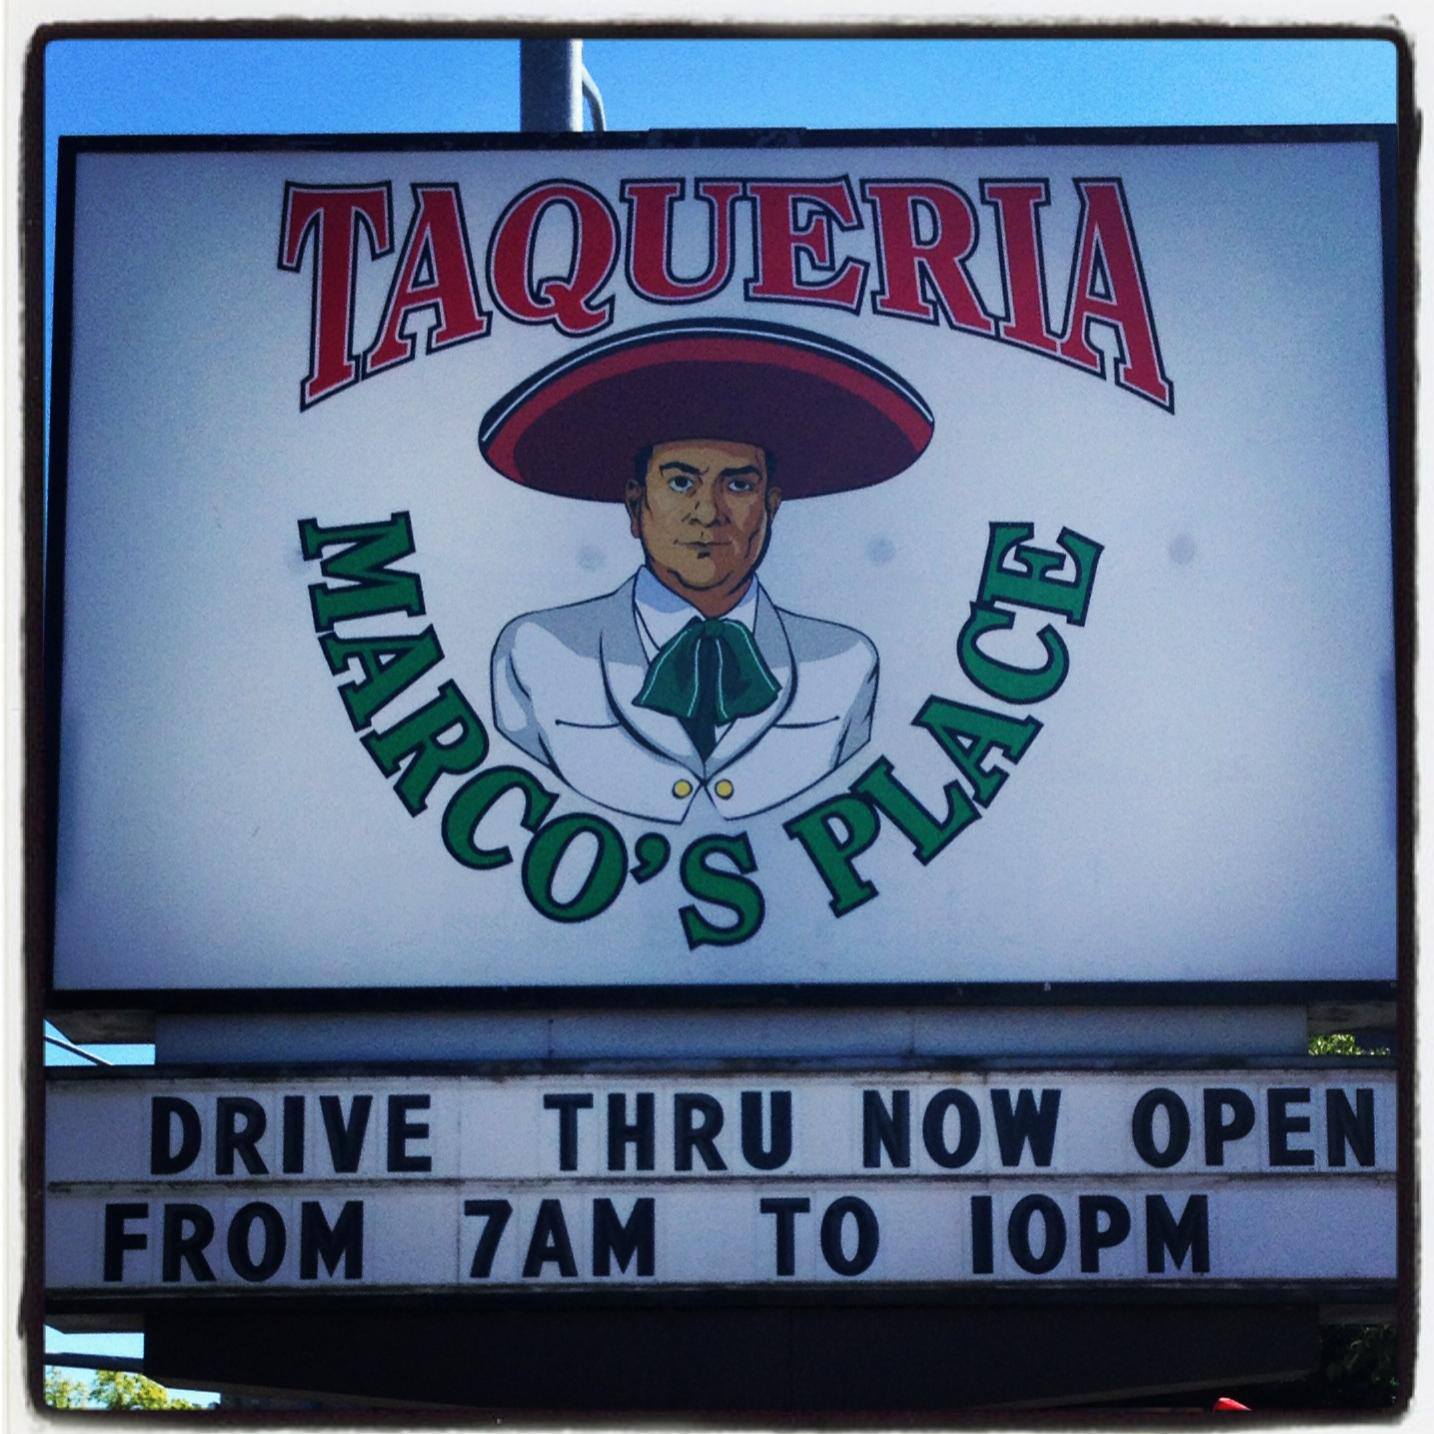 TAQUERIA
MARCO'S PLACE
DRIVE THRU NOW OPEN
FROM 7AM TO 10PM